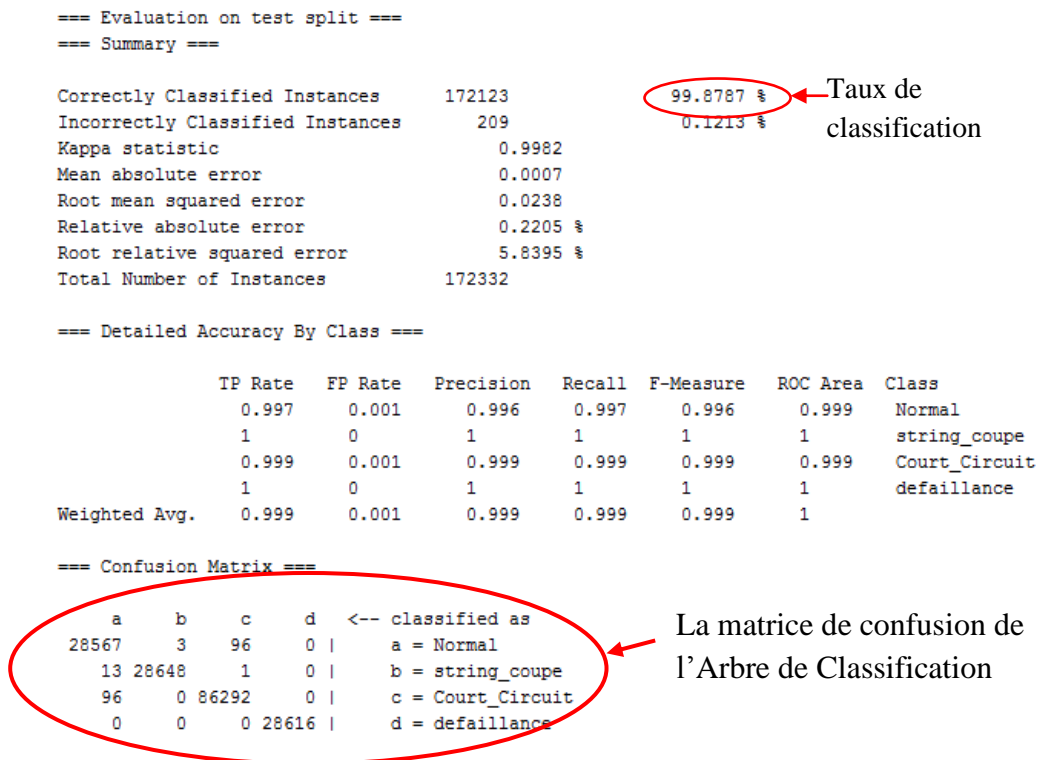 === Evaluation on test split ===
=== Summary ===
Correctly Classified Instances 172123 99.8787 %
Taux de classification
Incorrectly Classified Instances 209 0.1213 %
Kappa statistic 0.9982
Mean absolute error 0.0007
Root mean squared error 0.0238
Relative absolute error 0.2205 %
Root relative squared error 5.8395 %
Total Number of Instances 172332
=== Detailed Accuracy By Class ===
TP Rate FP Rate Precision Recall F-Measure ROC Area Class
0.997 0.001 0.996 0.997 0.996 0.999 Normal
1 0 1 1 1 1 string_coupe
0.999 0.001 0.999 0.999 0.999 0.999 Court_Circuit
1 0 1 1 1 1 defaillance
Weighted Avg. 0.999 0.001 0.999 0.999 0.999 1
=== Confusion Matrix ===
a b c d <-- classified as
28567 3 96 0 | a = Normal
13 28648 1 0 | b = string_coupe
96 0 86292 0 | c = Court_Circuit
0 0 0 28616 | d = defaillance
La matrice de confusion de
l'Arbre de Classification